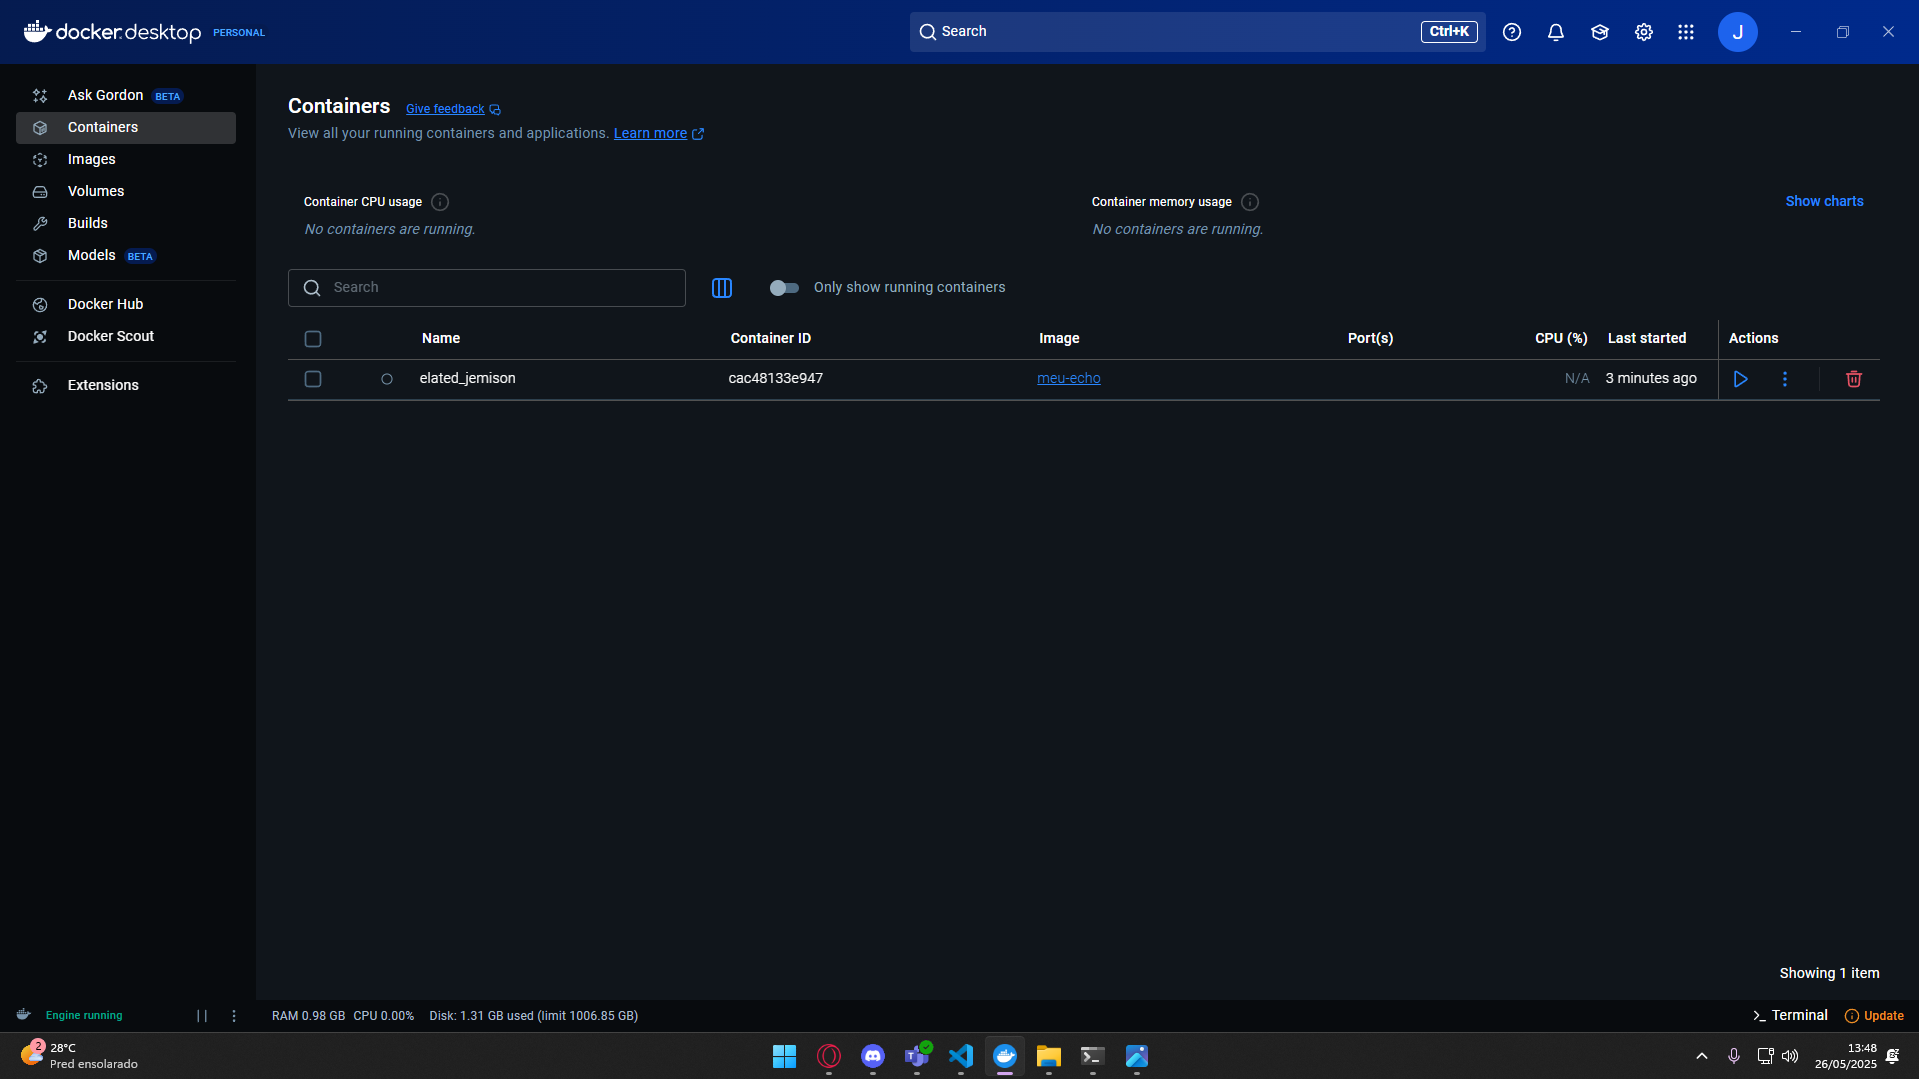 docker.desktop PERSONAL
Search
Ctrl+K
J
Ask Gordon BETA
Containers
Images
Volumes
Builds
Models BETA
Docker Hub
Docker Scout
Extensions
Containers Give feedback
View all your running containers and applications. Learn more
Container CPU usage
No containers are running.
Container memory usage
No containers are running.
Show charts
Search
Only show running containers
Name Container ID Image Port(s) CPU (%) Last started Actions
elated_jemison cac48133e947 meu-echo N/A 3 minutes ago
Showing 1 item
Engine running
RAM 0.98 GB CPU 0.00% Disk: 1.31 GB used (limit 1006.85 GB)
Terminal
Update
2
28°C
Pred ensolarado
13:48
26/05/2025